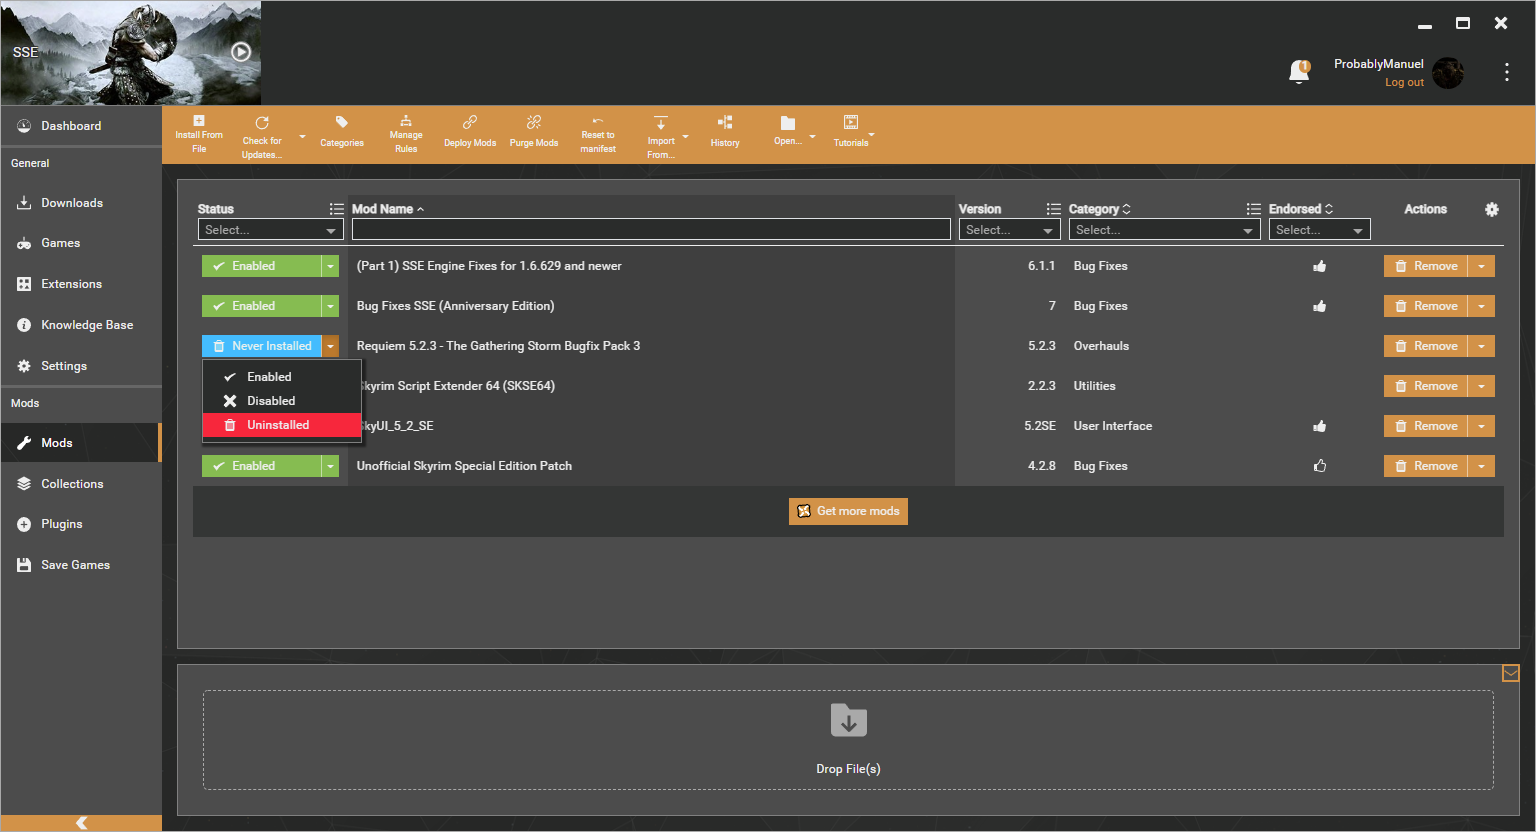 SSE
ProbablyManuel
Log out
Dashboard
General
Downloads
Games
Extensions
Knowledge Base
Settings
Mods
Mods
Collections
Plugins
Save Games
Install From File
Check for Updates...
Categories
Manage Rules
Deploy Mods
Purge Mods
Reset to manifest
Import From...
History
Open...
Tutorials
Status Mod Name Version Category Endorsed Actions
Select... Select... Select... Select...
Enabled (Part 1) SSE Engine Fixes for 1.6.629 and newer 6.1.1 Bug Fixes Remove
Enabled Bug Fixes SSE (Anniversary Edition) 7 Bug Fixes Remove
Never Installed Requiem 5.2.3 - The Gathering Storm Bugfix Pack 3 5.2.3 Overhauls Remove
Enabled
Disabled
Uninstalled
Skyrim Script Extender 64 (SKSE64) 2.2.3 Utilities Remove
SkyUI_5_2_SE 5.2SE User Interface Remove
Enabled Unofficial Skyrim Special Edition Patch 4.2.8 Bug Fixes Remove
Get more mods
Drop File(s)
1